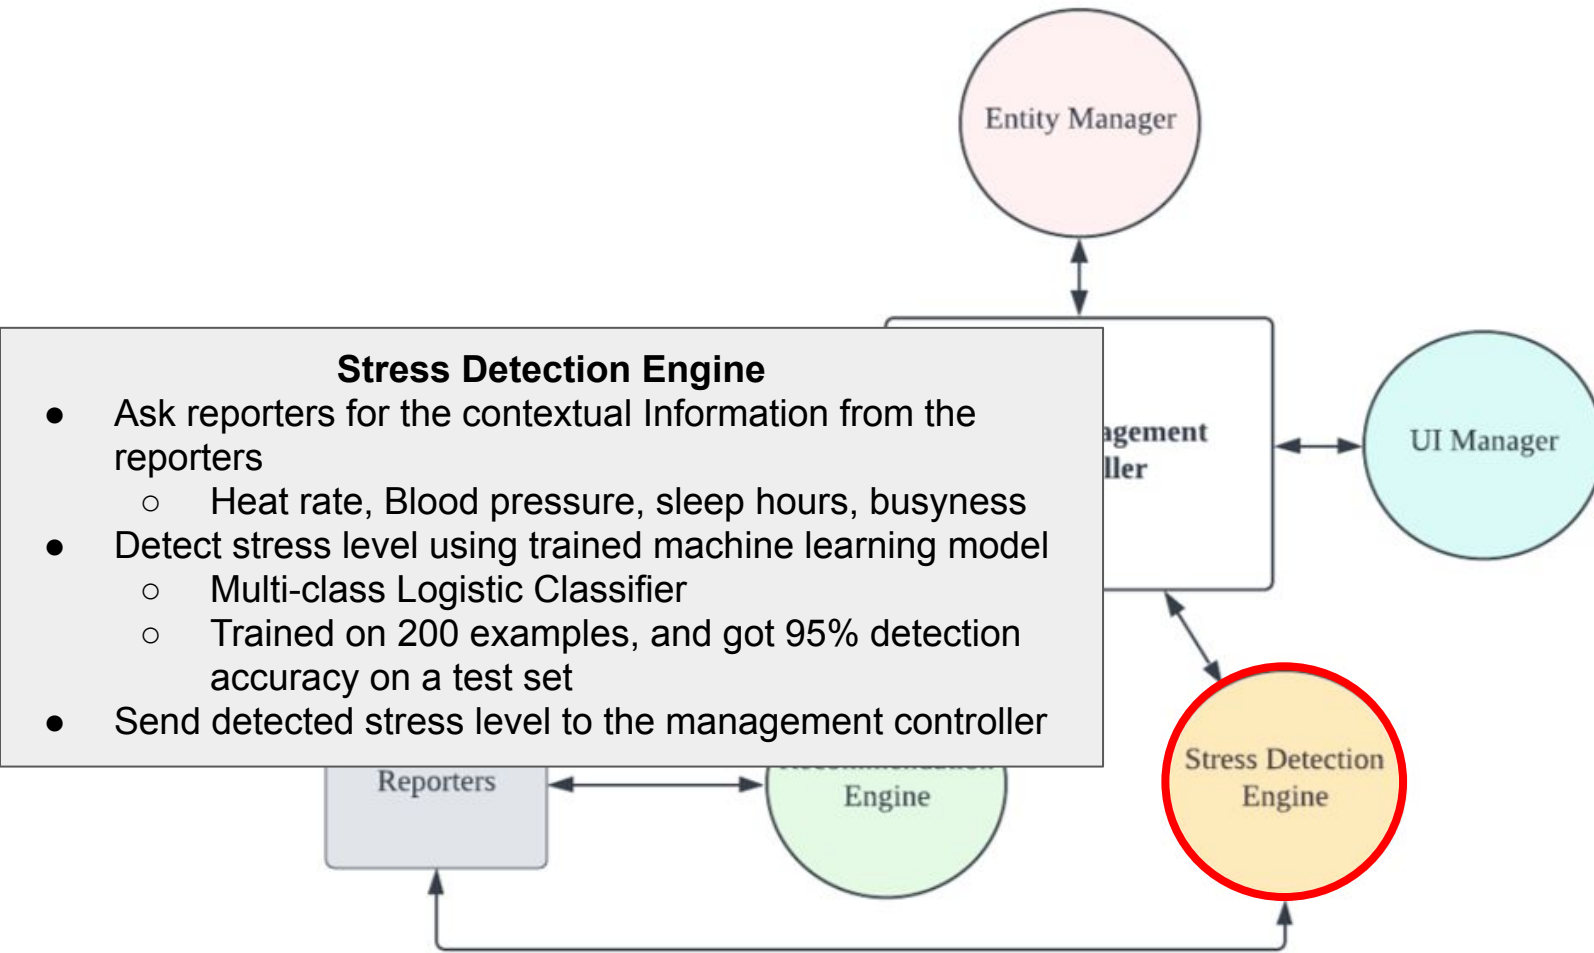 Entity Manager
Stress Detection Engine
● Ask reporters for the contextual Information from the
reporters
○ Heat rate, Blood pressure, sleep hours, busyness
● Detect stress level using trained machine learning model
○ Multi-class Logistic Classifier
○ Trained on 200 examples, and got 95% detection
accuracy on a test set
● Send detected stress level to the management controller
agement
ller
UI Manager
Reporters
Engine
Stress Detection
Engine